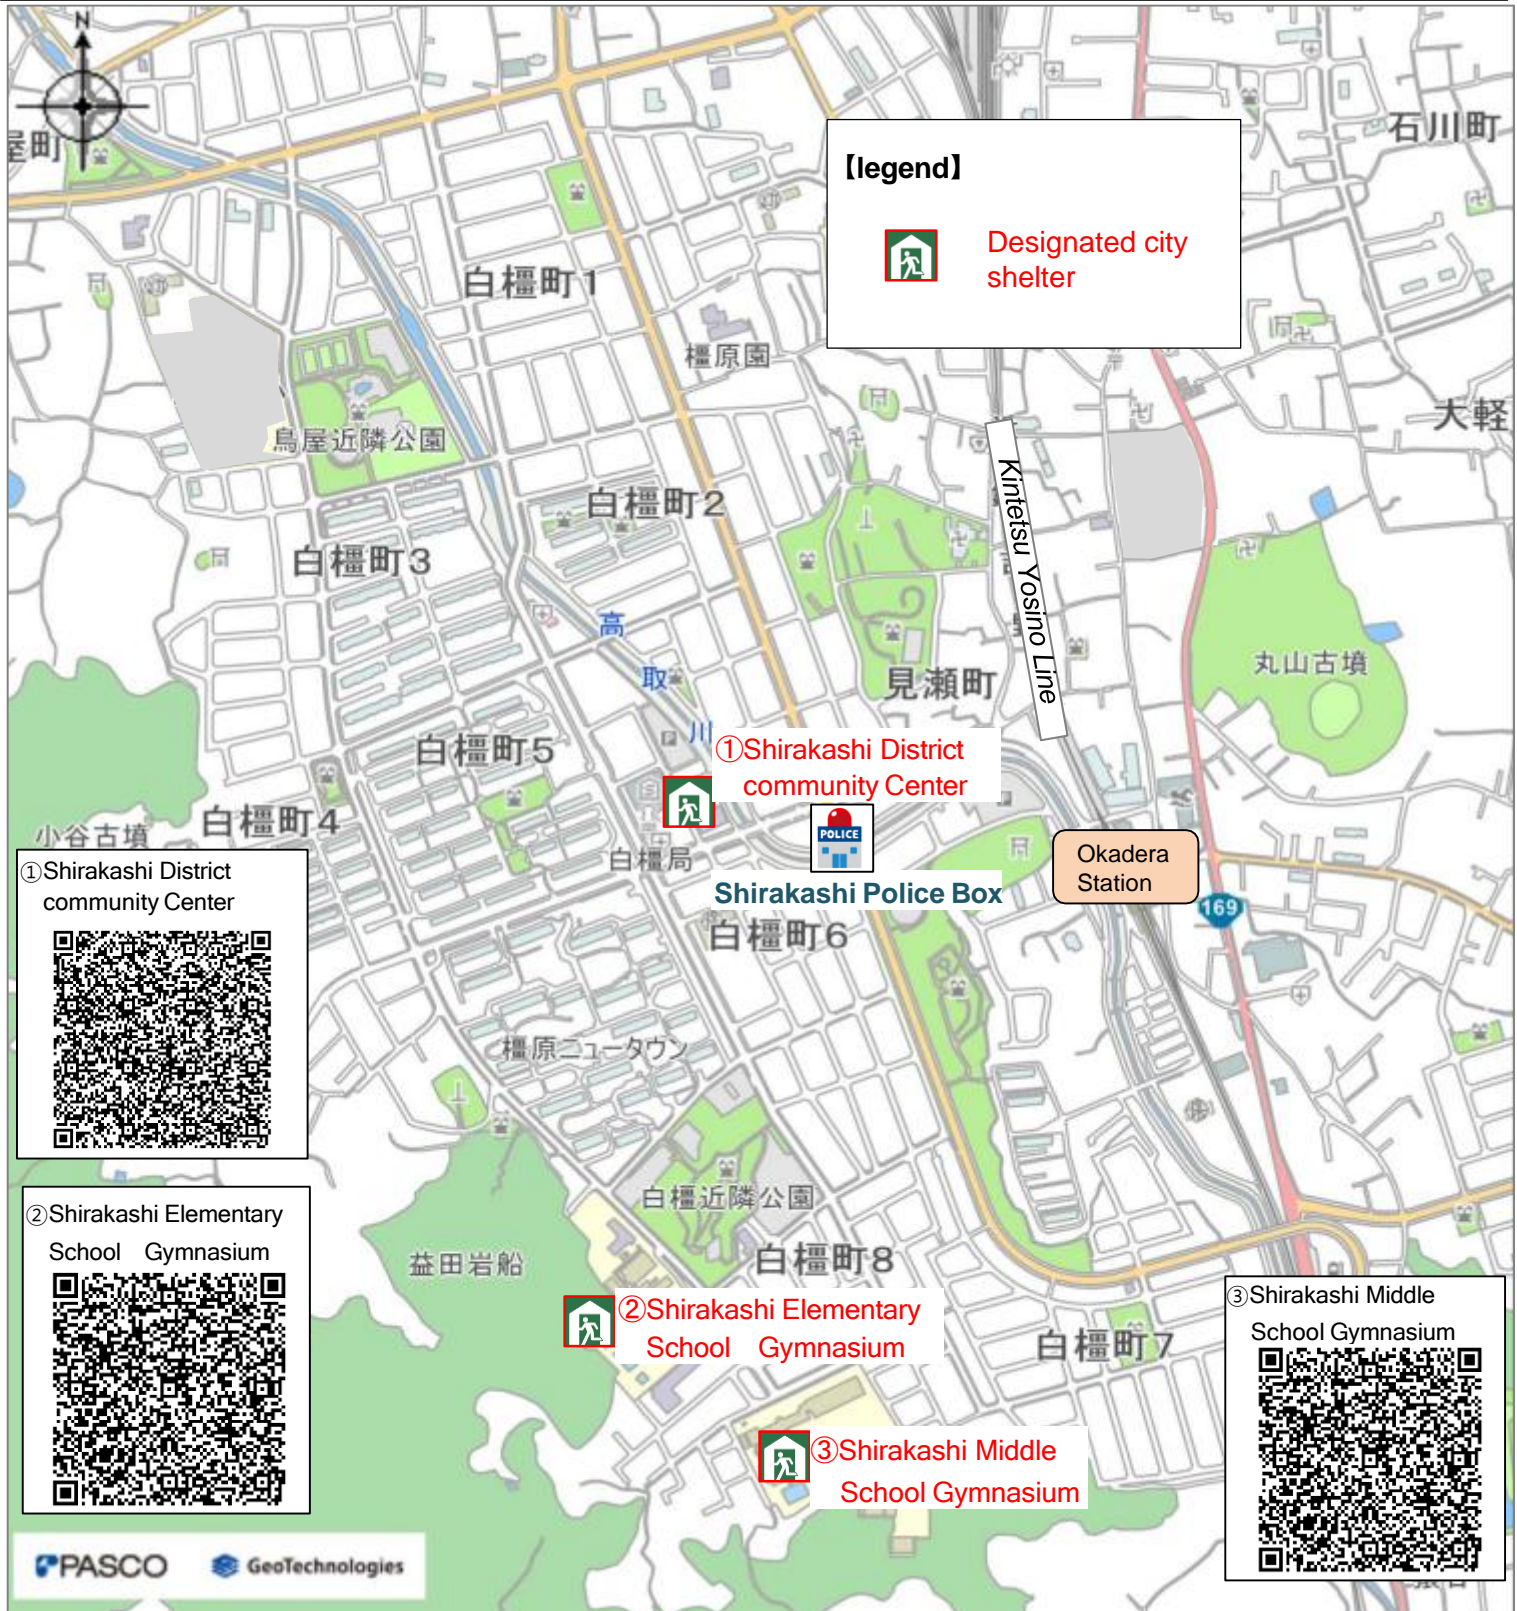 N
屋町
石川町
【legend】
Designated city
shelter
白橿町1
橿原園
大軽
鳥屋近隣公園
Kintetsu Yosino Line
白橿町2
白橿町3
高
取
川
見瀬町
丸山古墳
白橿町5
①Shirakashi District
community Center
白橿町4
小谷古墳
POLICE
Shirakashi Police Box
白橿局
Okadera
Station
169
白橿町6
①Shirakashi District
community Center
橿原ニュータウン
白橿近隣公園
②Shirakashi Elementary
School Gymnasium
益田岩船
白橿町8
②Shirakashi Elementary
School Gymnasium
白橿町7
③Shirakashi Middle
School Gymnasium
③Shirakashi Middle
School Gymnasium
PASCO
GeoTechnologies